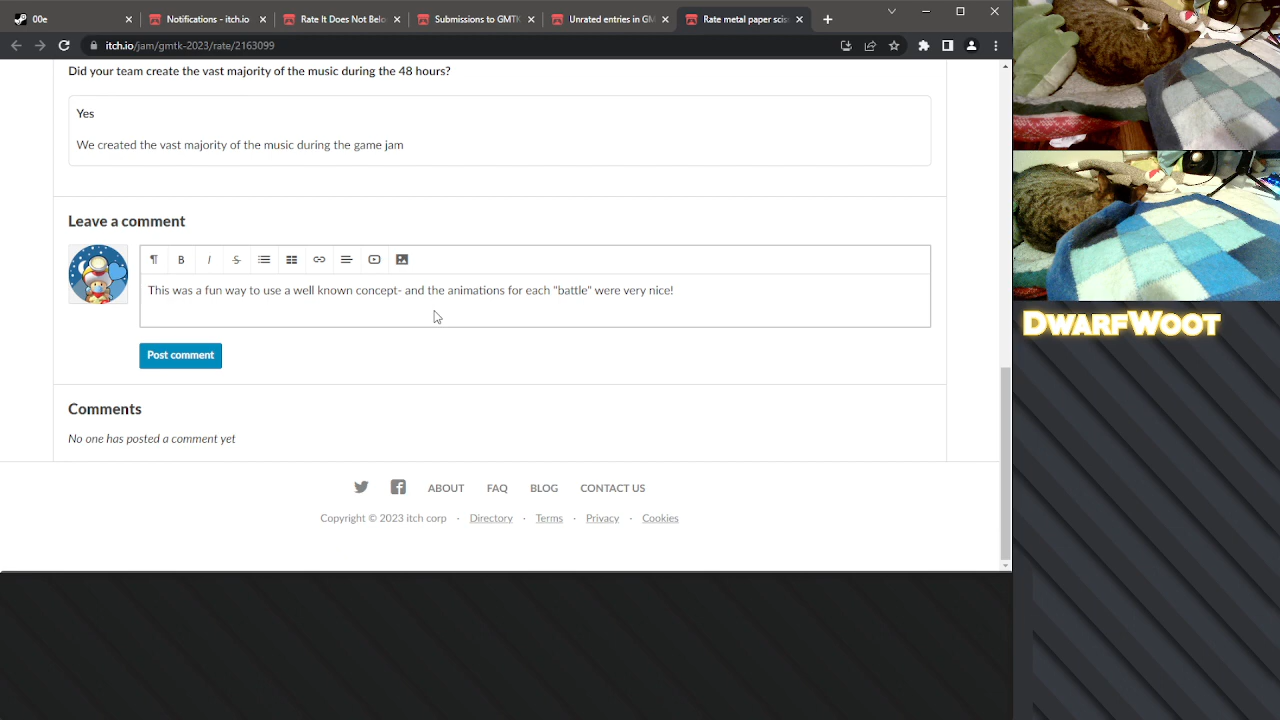 00e
Notifications - itch.io
Rate It Does Not Belo
Submissions to GMTK
Unrated entries in GM
Rate metal paper scis
itch.io/jam/gmtk-2023/rate/2163099
Did your team create the vast majority of the music during the 48 hours?
Yes
We created the vast majority of the music during the game jam
Leave a comment
This was a fun way to use a well known concept- and the animations for each "battle" were very nice!
Post comment
Comments
No one has posted a comment yet
ABOUT FAQ BLOG CONTACT US
Copyright © 2023 itch corp · Directory · Terms · Privacy · Cookies
DwarfWoot